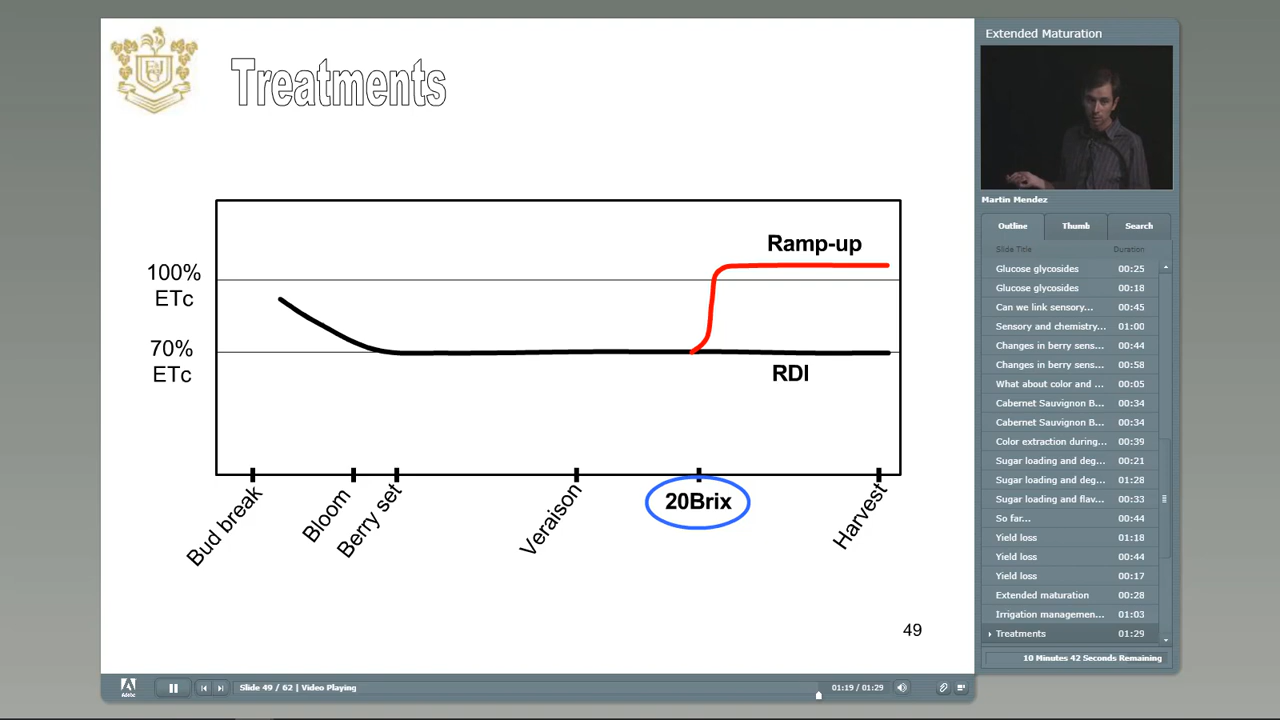 Treatments
Ramp-up
100%
ETc
70%
ETc
RDI
Bud break
Bloom
Berry set
Veraison
20Brix
Harvest
49
Extended Maturation
Martin Mendez
Outline
Thumb
Search
Slide Title
Duration
Glucose glycosides 00:25
Glucose glycosides 00:18
Can we link sensory... 00:45
Sensory and chemistry... 01:00
Changes in berry sens... 00:44
Changes in berry sens... 00:58
What about color and ... 00:05
Cabernet Sauvignon B... 00:34
Cabernet Sauvignon B... 00:34
Color extraction during... 00:39
Sugar loading and deg... 00:21
Sugar loading and deg... 01:28
Sugar loading and flav... 00:33
So far... 00:44
Yield loss 01:18
Yield loss 00:44
Yield loss 00:17
Extended maturation 00:28
Irrigation managemen... 01:03
Treatments 01:29
10 Minutes 42 Seconds Remaining
Adobe
Slide 49 / 62 | Video Playing
01:19 / 01:29